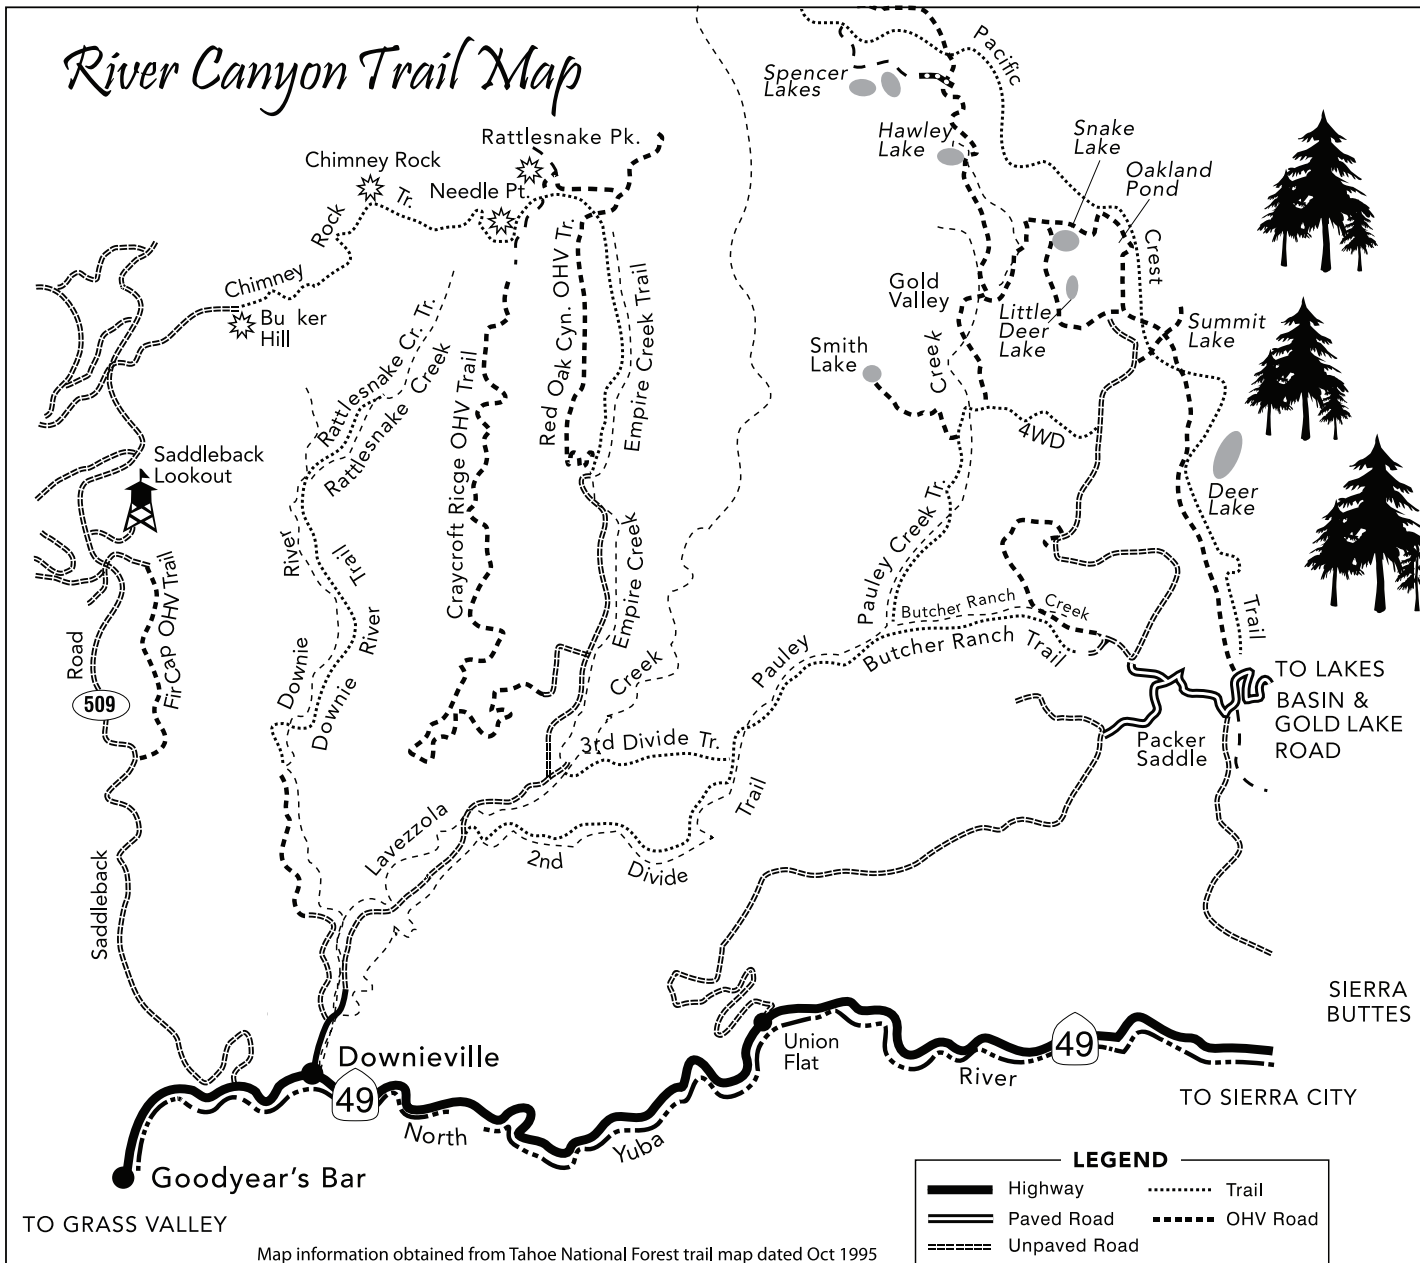 River Canyon Trail Map
Pacific
Spencer
Lakes
Hawley
Lake
Snake
Lake
Oakland
Pond
Rattlesnake Pk.
Chimney Rock
Needle Pt.
Chimney
Rock
Tr.
Bu ker
Hill
Crest
Gold
Valley
Little
Deer
Lake
Summit
Lake
Smith
Lake
Creek
4WD
Rattlesnake Cr. Tr.
Rattlesnake Creek
Craycroft Ricge OHV Trail
Red Oak Cyn. OHV Tr.
Empire Creek Trail
Empire Creek
Saddleback
Lookout
Deer
Lake
Pauley Creek Tr.
River
Trail
Downie
River
Downie
FirCap OHV Trail
Road
509
Saddleback
Butcher Ranch
Creek
Butcher Ranch Trail
Trail
Pauley
Creek
3rd Divide Tr.
Trail
Lavezzola
2nd
Divide
TO LAKES
BASIN &
GOLD LAKE
ROAD
Packer
Saddle
SIERRA
BUTTES
Union
Flat
49
River
Downieville
49
North
Yuba
TO SIERRA CITY
Goodyear's Bar
TO GRASS VALLEY
LEGEND
Highway
Trail
Paved Road
OHV Road
Unpaved Road
Map information obtained from Tahoe National Forest trail map dated Oct 1995